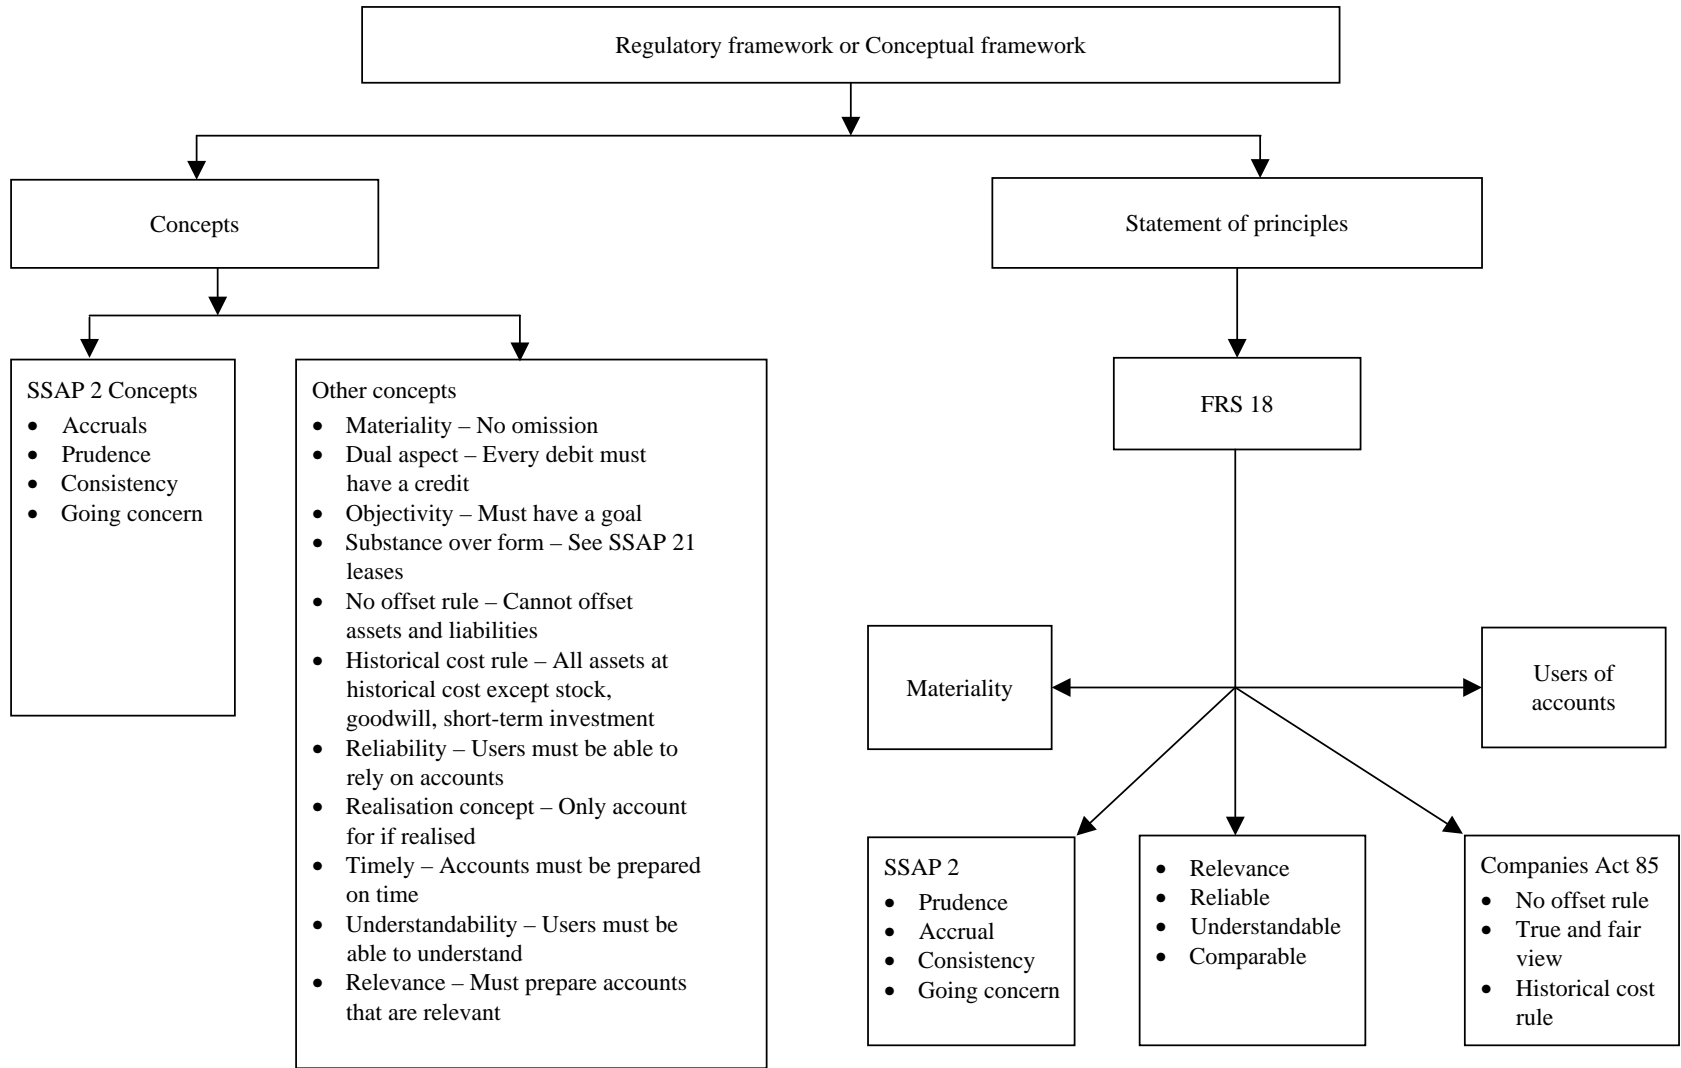 Regulatory framework or Conceptual framework
Concepts
Statement of principles
SSAP 2 Concepts
• Accruals
• Prudence
• Consistency
• Going concern
Other concepts
• Materiality – No omission
• Dual aspect – Every debit must
have a credit
• Objectivity – Must have a goal
• Substance over form – See SSAP 21
leases
• No offset rule – Cannot offset
assets and liabilities
• Historical cost rule – All assets at
historical cost except stock,
goodwill, short-term investment
• Reliability – Users must be able to
rely on accounts
• Realisation concept – Only account
for if realised
• Timely – Accounts must be prepared
on time
• Understandability – Users must be
able to understand
• Relevance – Must prepare accounts
that are relevant
FRS 18
Materiality
Users of
accounts
SSAP 2
• Prudence
• Accrual
• Consistency
• Going concern
• Relevance
• Reliable
• Understandable
• Comparable
Companies Act 85
• No offset rule
• True and fair
view
• Historical cost
rule